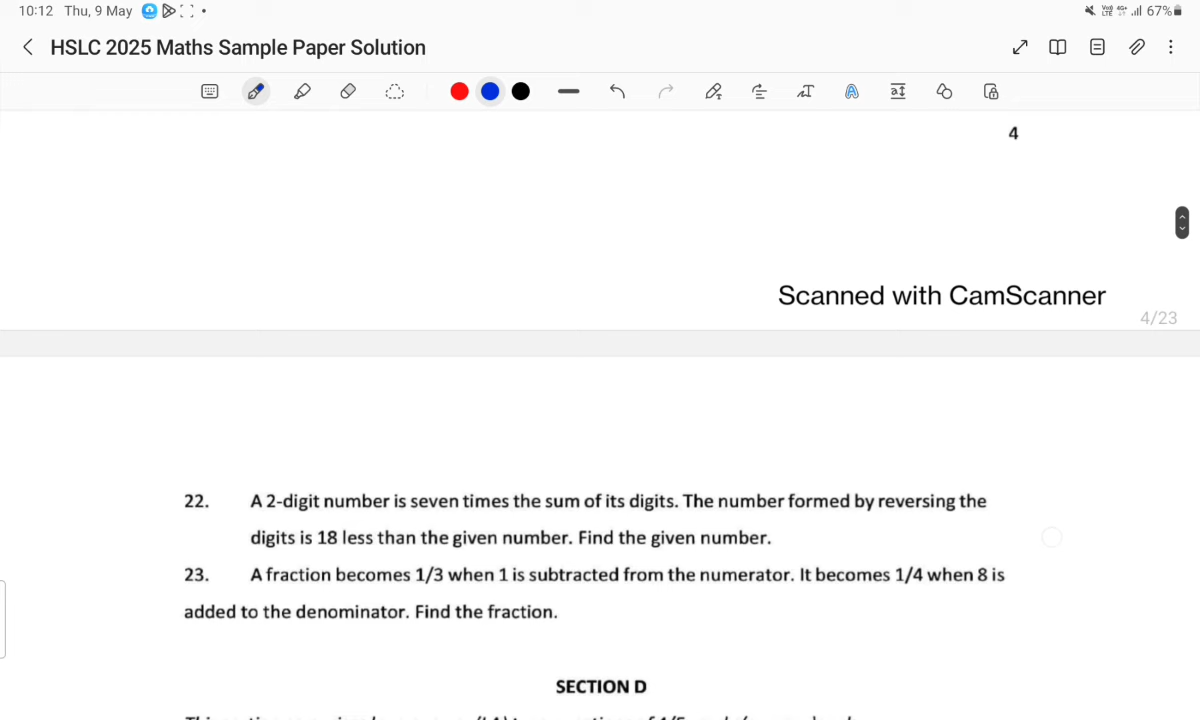 10:12 Thu, 9 May
67%
HSLC 2025 Maths Sample Paper Solution
4
Scanned with CamScanner
4/23
22. A 2-digit number is seven times the sum of its digits. The number formed by reversing the
digits is 18 less than the given number. Find the given number.
23. A fraction becomes 1/3 when 1 is subtracted from the numerator. It becomes 1/4 when 8 is
added to the denominator. Find the fraction.
SECTION D